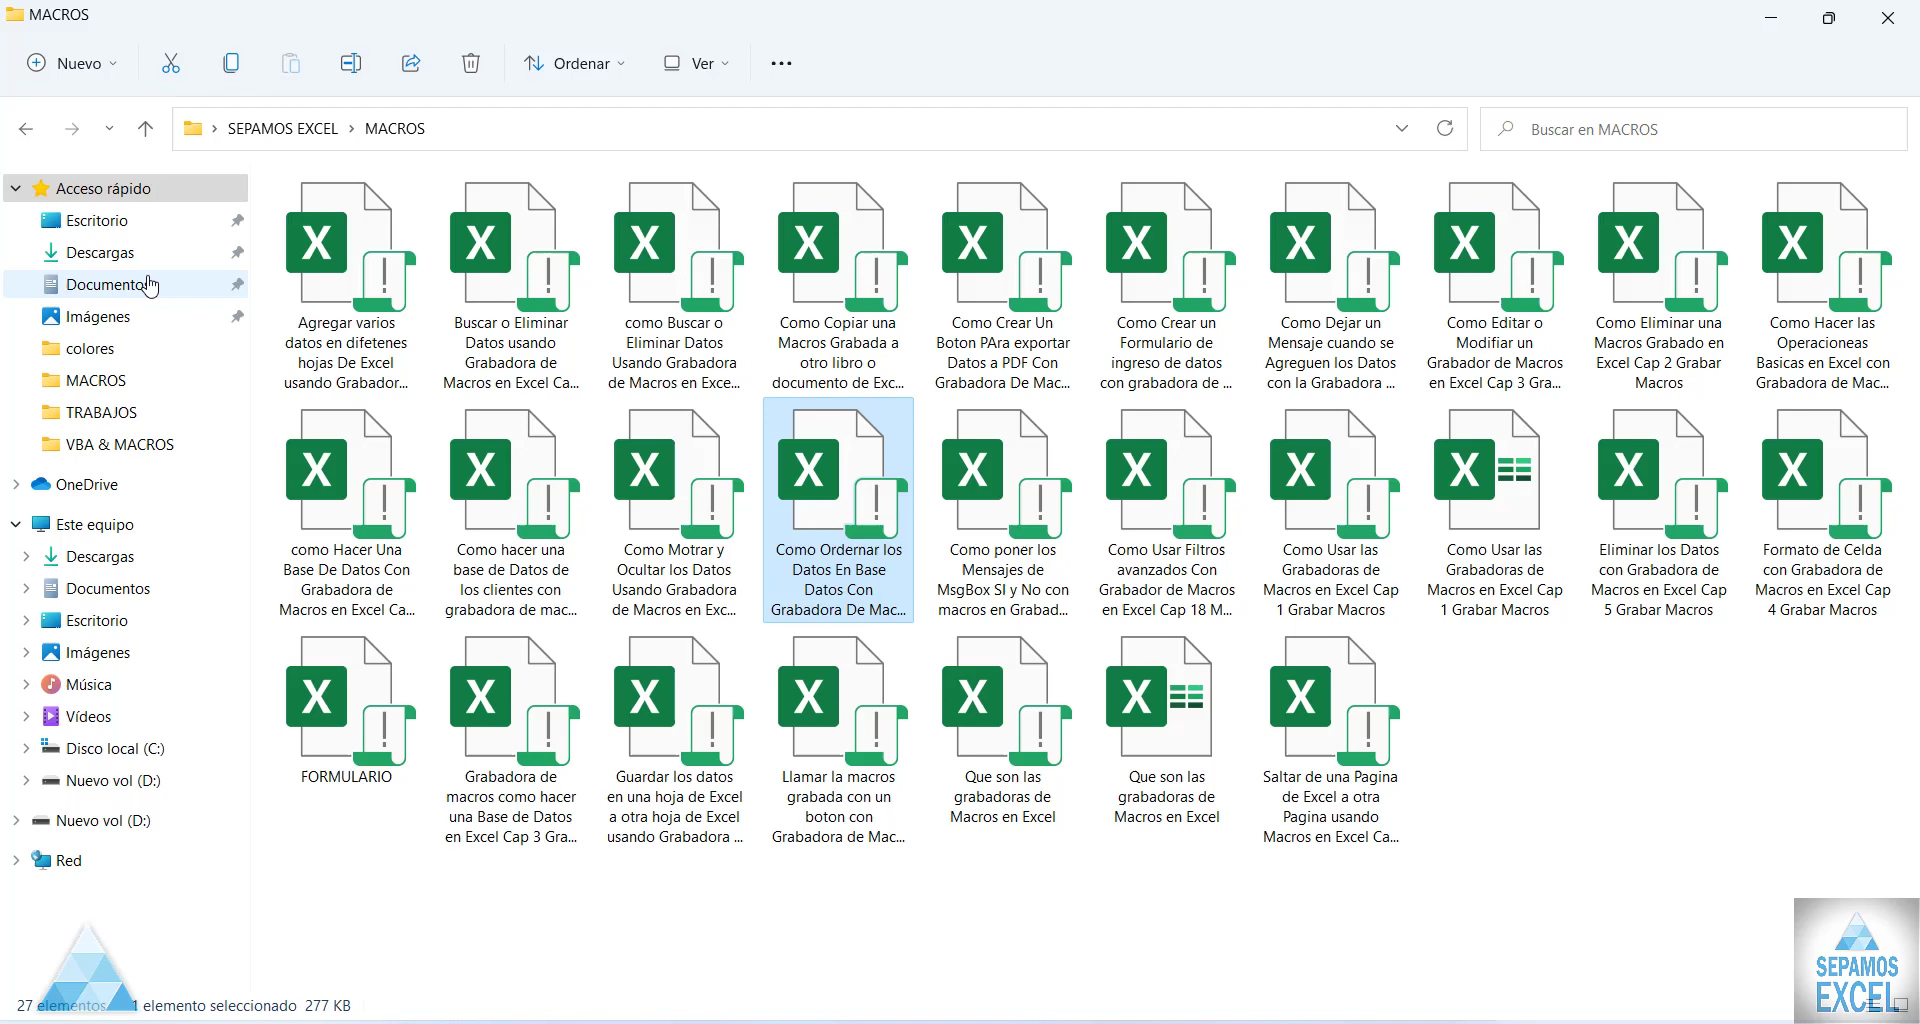 MACROS
Nuevo
Ordenar
Ver
SEPAMOS EXCEL
MACROS
Buscar en MACROS
Acceso rápido
Escritorio
Descargas
Documento
Imágenes
colores
MACROS
TRABAJOS
VBA & MACROS
OneDrive
Este equipo
Descargas
Documentos
Escritorio
Imágenes
Música
Vídeos
Disco local (C:)
Nuevo vol (D:)
Nuevo vol (D:)
Red
Agregar varios
datos en difetenes
hojas De Excel
usando Grabador...
Buscar o Eliminar
Datos usando
Grabadora de
Macros en Excel Ca...
como Buscar o
Eliminar Datos
Usando Grabadora
de Macros en Exce...
Como Copiar una
Macros Grabada a
otro libro o
documento de Exc...
Como Crear Un
Boton PAra exportar
Datos a PDF Con
Grabadora De Mac...
Como Crear un
Formulario de
ingreso de datos
con grabadora de ...
Como Dejar un
Mensaje cuando se
Agreguen los Datos
con la Grabadora ...
Como Editar o
Modifiar un
Grabador de Macros
en Excel Cap 3 Gra...
Como Eliminar una
Macros Grabado en
Excel Cap 2 Grabar
Macros
Como Hacer las
Operacioneas
Basicas en Excel con
Grabadora de Mac...
como Hacer Una
Base De Datos Con
Grabadora de
Macros en Excel Ca...
Como hacer una
base de Datos de
los clientes con
grabadora de mac...
Como Motrar y
Ocultar los Datos
Usando Grabadora
de Macros en Exc...
Como Ordernar los
Datos En Base
Datos Con
Grabadora De Mac...
Como poner los
Mensajes de
MsgBox SI y No con
macros en Grabad...
Como Usar Filtros
avanzados Con
Grabador de Macros
en Excel Cap 18 M...
Como Usar las
Grabadoras de
Macros en Excel Cap
1 Grabar Macros
Como Usar las
Grabadoras de
Macros en Excel Cap
1 Grabar Macros
Eliminar los Datos
con Grabadora de
Macros en Excel Cap
5 Grabar Macros
Formato de Celda
con Grabadora de
Macros en Excel Cap
4 Grabar Macros
FORMULARIO
Grabadora de
macros como hacer
una Base de Datos
en Excel Cap 3 Gra...
Guardar los datos
en una hoja de Excel
a otra hoja de Excel
usando Grabadora ...
Llamar la macros
grabada con un
boton con
Grabadora de Mac...
Que son las
grabadoras de
Macros en Excel
Que son las
grabadoras de
Macros en Excel
Saltar de una Pagina
de Excel a otra
Pagina usando
Macros en Excel Ca...
27 elementos 1 elemento seleccionado 277 KB
SEPAMOS
EXCEL